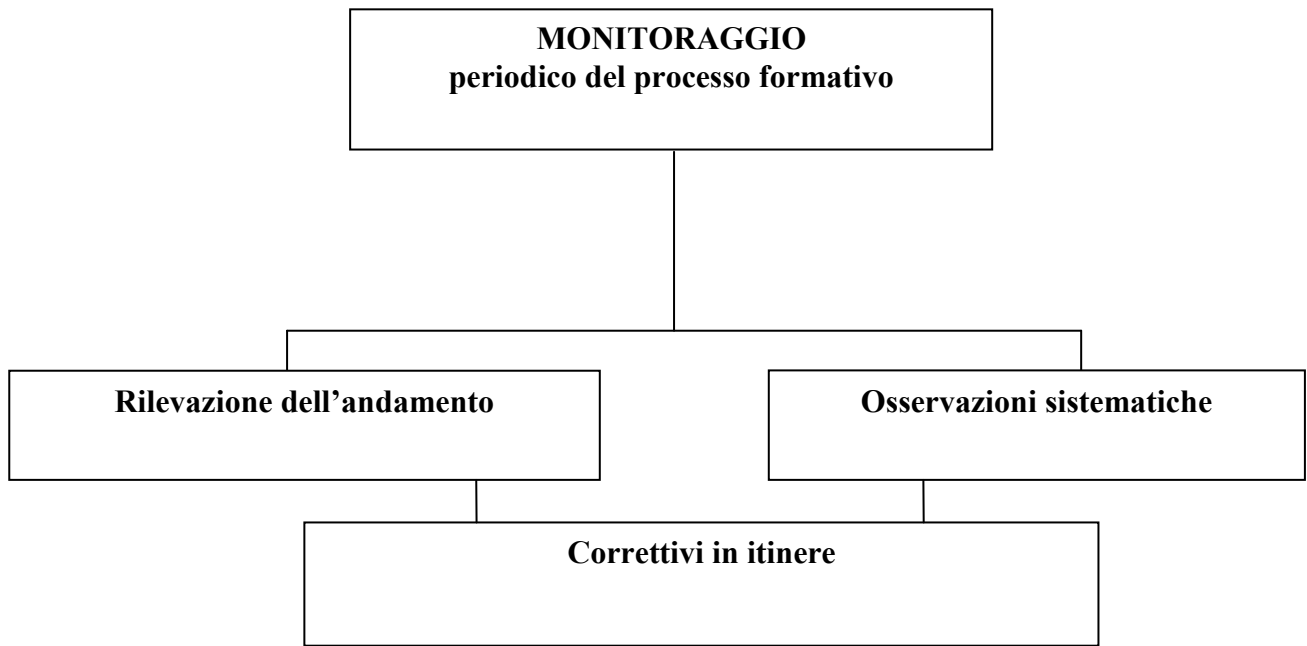 MONITORAGGIO
periodico del processo formativo
Rilevazione dell’andamento
Osservazioni sistematiche
Correttivi in itinere